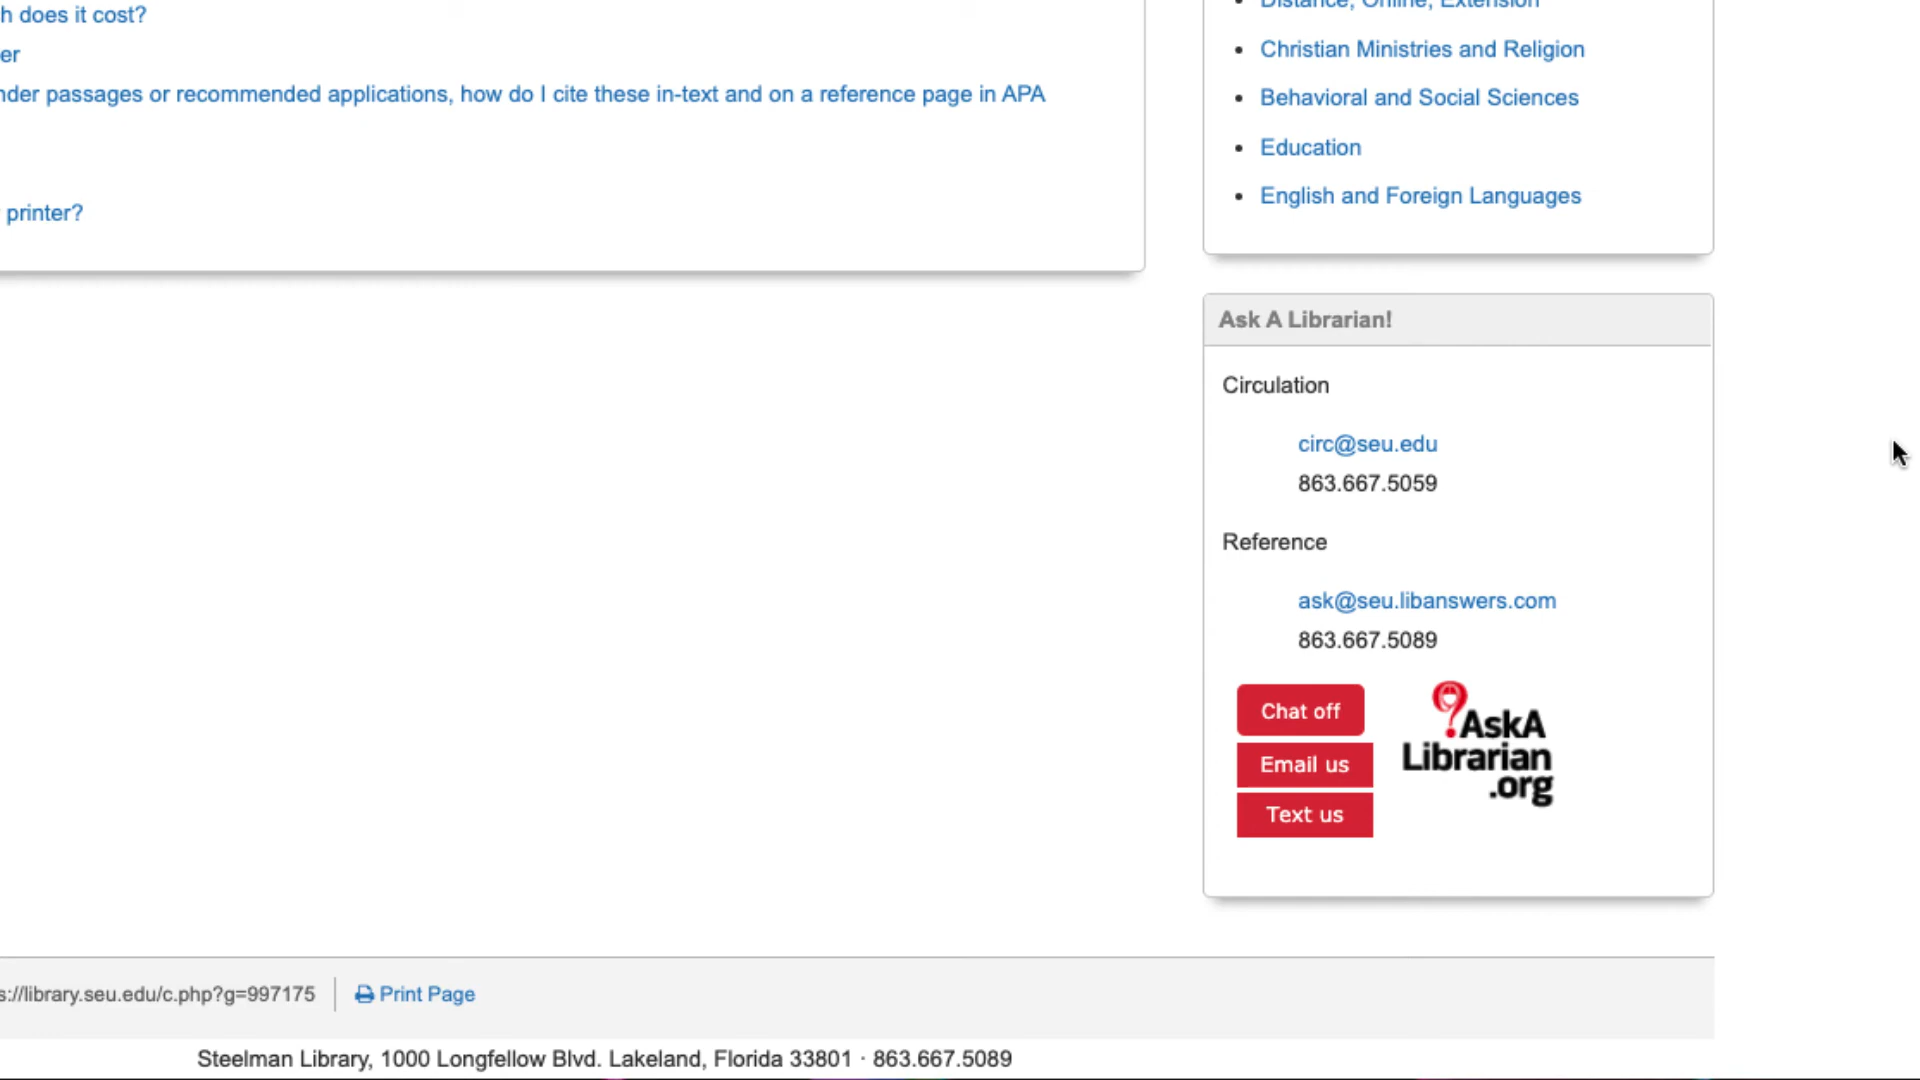 h does it cost?
er
nder passages or recommended applications, how do I cite these in-text and on a reference page in APA
printer?
Distance, Online, Extension
Christian Ministries and Religion
Behavioral and Social Sciences
Education
English and Foreign Languages
Ask A Librarian!
Circulation
circ@seu.edu
863.667.5059
Reference
ask@seu.libanswers.com
863.667.5089
Chat off
Email us
Text us
AskA
Librarian
.org
s://library.seu.edu/c.php?g=997175
Print Page
Steelman Library, 1000 Longfellow Blvd. Lakeland, Florida 33801 · 863.667.5089